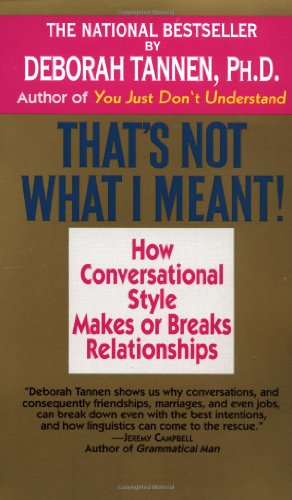 THE NATIONAL BESTSELLER
BY
DEBORAH TANNEN, PH.D.
Author of You Just Don't Understand
THAT'S NOT
WHAT I MEANT!
How
Conversational
Style
Makes or Breaks
Relationships
"Deborah Tannen shows us why conversations, and
consequently friendships, marriages, and even jobs,
can break down even with the best intentions,
and how linguistics can come to the rescue."
—JEREMY CAMPBELL
Author of Grammatical Man